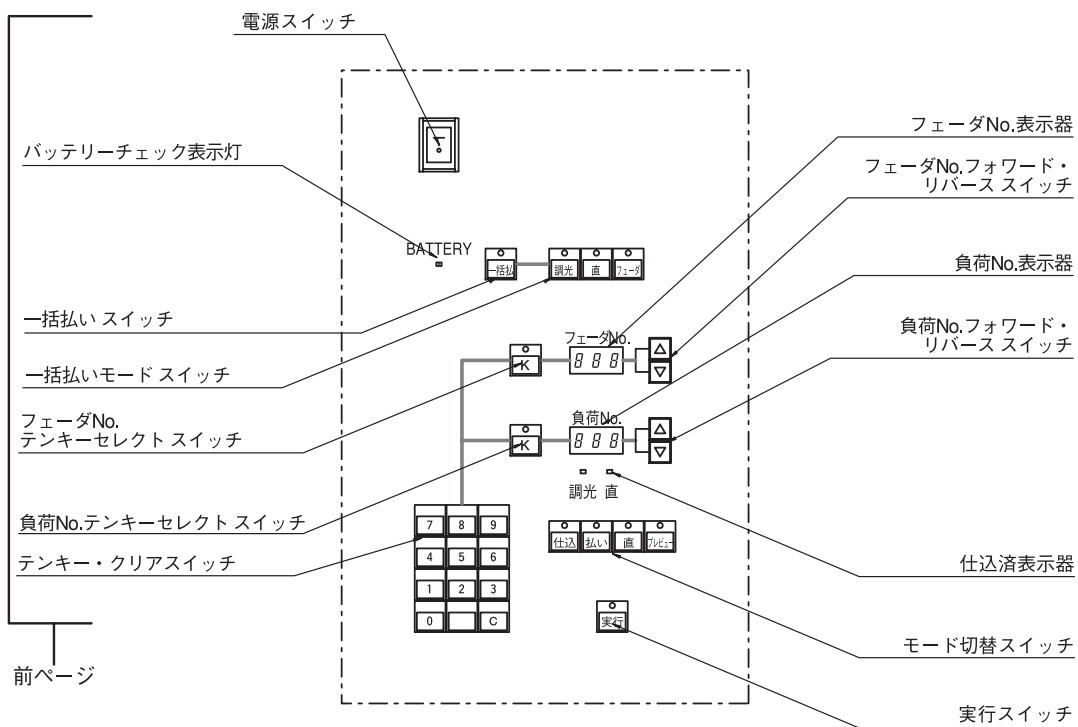 電源スイッチ
フェーダNo.表示器
バッテリーチェック表示灯
フェーダNo.フォワード・
リバース スイッチ
BATTERY
一括払
調光
直
フェーダ
負荷No.表示器
一括払い スイッチ
負荷No.フォワード・
リバース スイッチ
フェーダNo.
K
888
△
▽
一括払いモード スイッチ
フェーダNo.
テンキーセレクト スイッチ
負荷No.
K
888
△
▽
調光 直
負荷No.テンキーセレクト スイッチ
7 8 9
仕込
払い
直
プレビュー
テンキー・クリアスイッチ
4 5 6
仕込済表示器
1 2 3
0 C
実行
モード切替スイッチ
前ページ
実行スイッチ